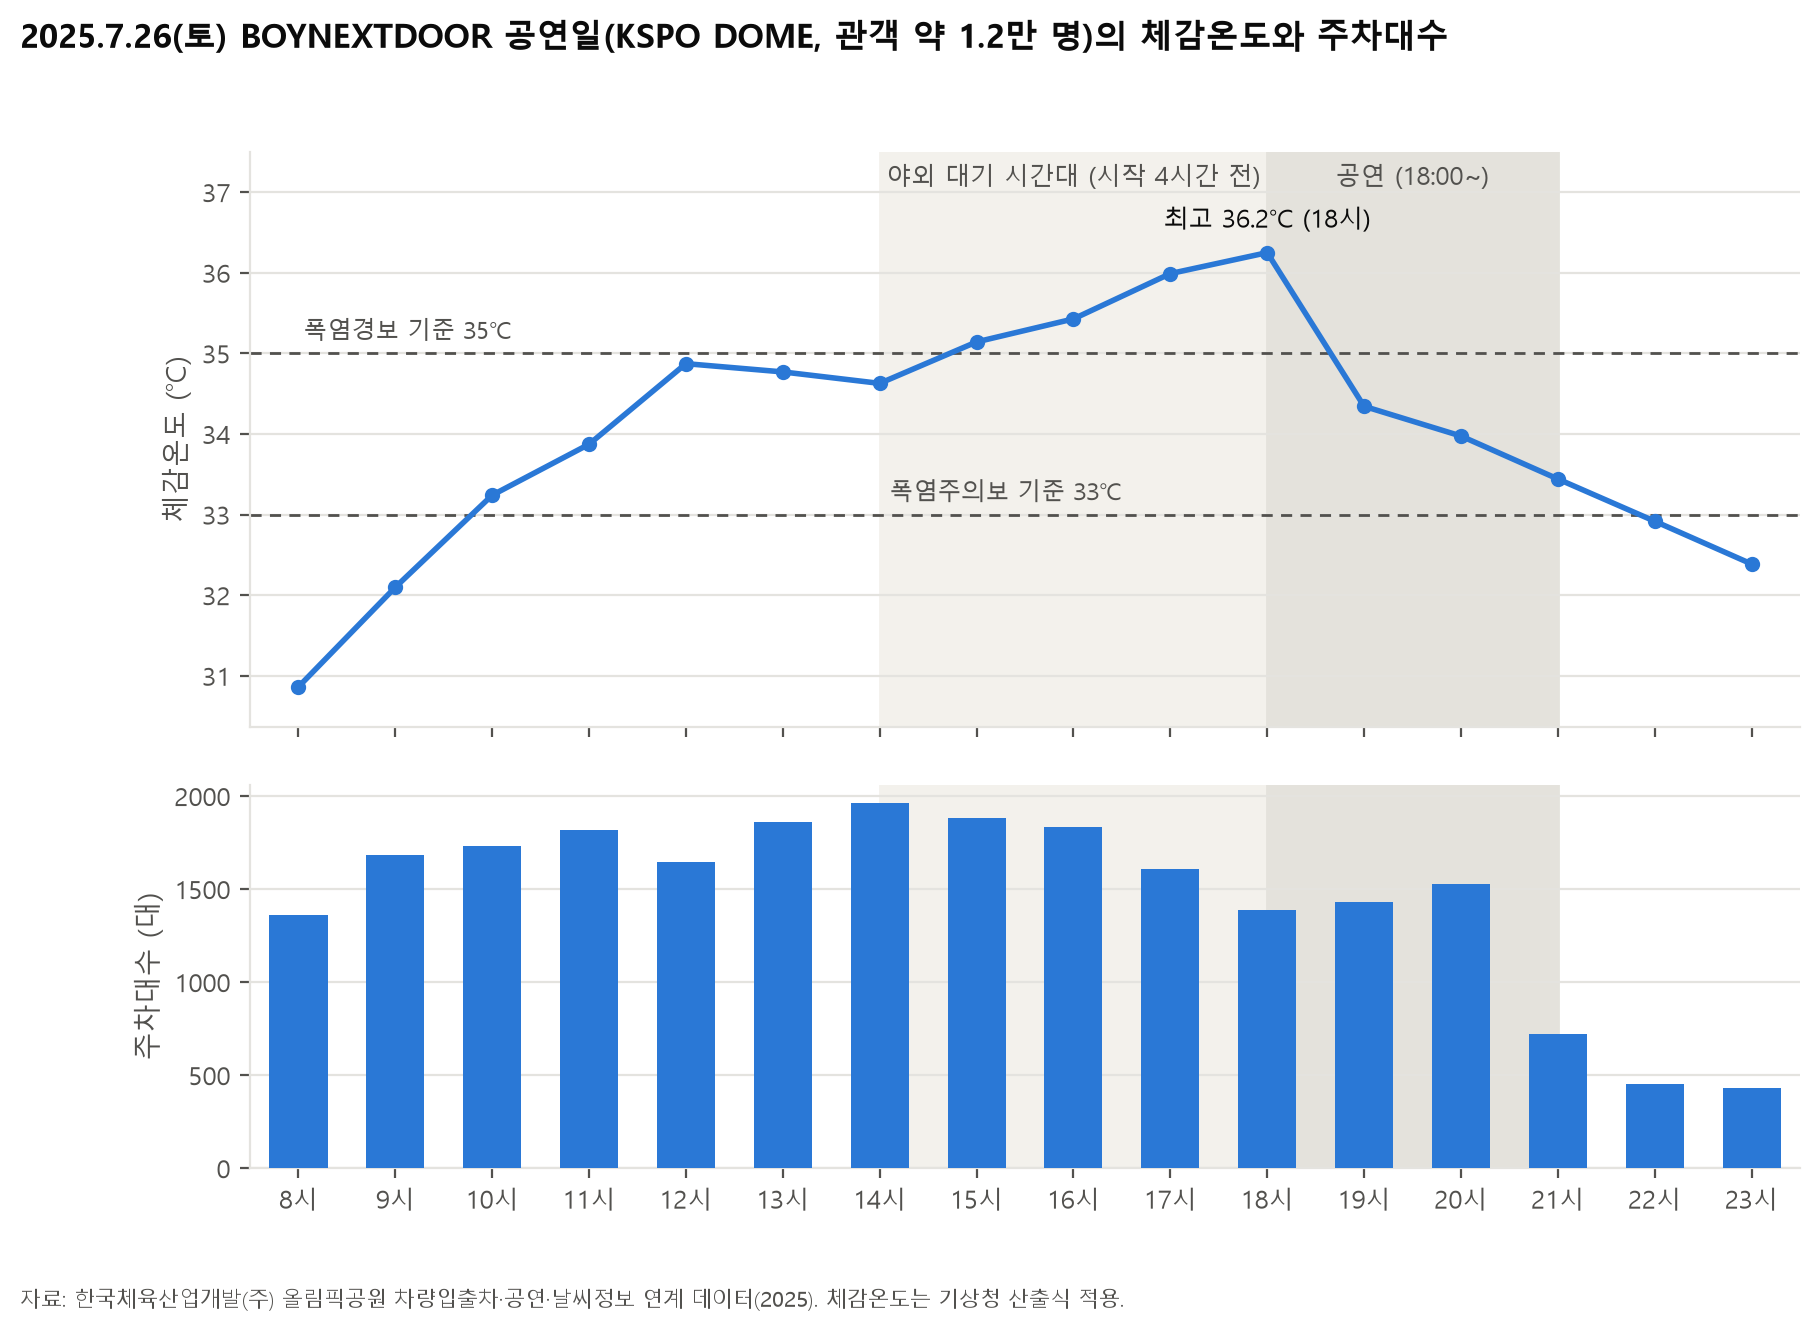 2025.7.26(토) BOYNEXTDOOR 공연일(KSPO DOME, 관객 약 1.2만 명)의 체감온도와 주차대수
야외 대기 시간대 (시작 4시간 전)
공연 (18:00~)
최고 36.2℃ (18시)
폭염경보 기준 35℃
폭염주의보 기준 33℃
체감온도 (℃)
37
36
35
34
33
32
31
주차대수 (대)
2000
1500
1000
500
0
8시 9시 10시 11시 12시 13시 14시 15시 16시 17시 18시 19시 20시 21시 22시 23시
자료: 한국체육산업개발(주) 올림픽공원 차량입출차·공연·날씨정보 연계 데이터(2025). 체감온도는 기상청 산출식 적용.